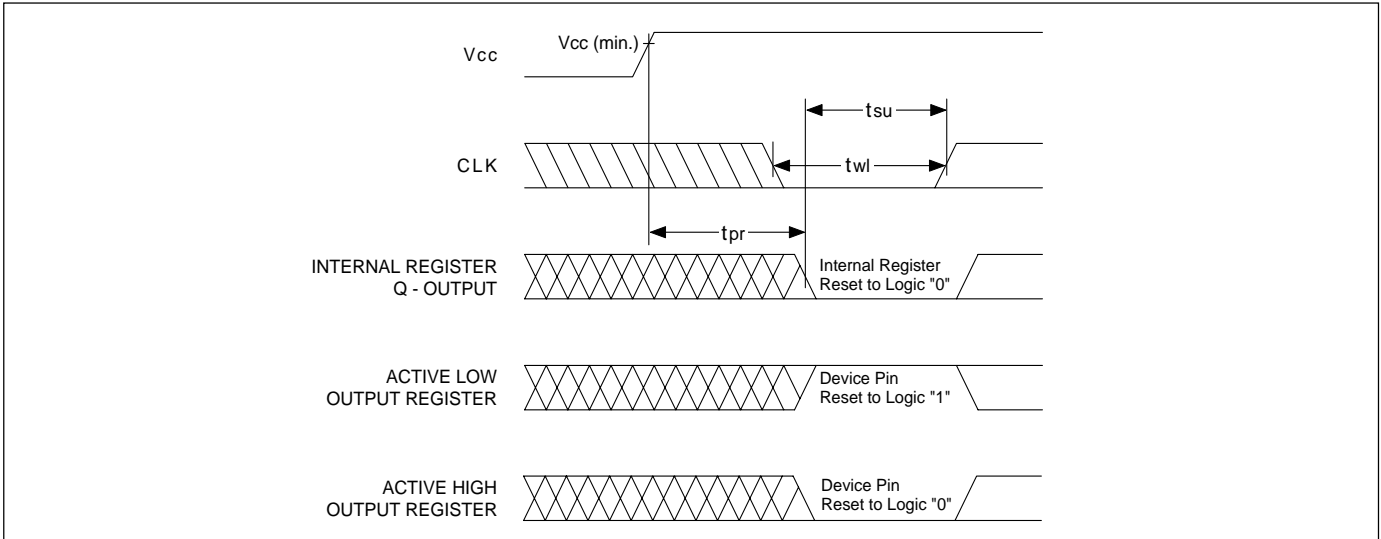 Vcc
Vcc (min.)
tsu
CLK
twl
tpr
INTERNAL REGISTER
Q - OUTPUT
Internal Register
Reset to Logic "0"
ACTIVE LOW
OUTPUT REGISTER
Device Pin
Reset to Logic "1"
ACTIVE HIGH
OUTPUT REGISTER
Device Pin
Reset to Logic "0"